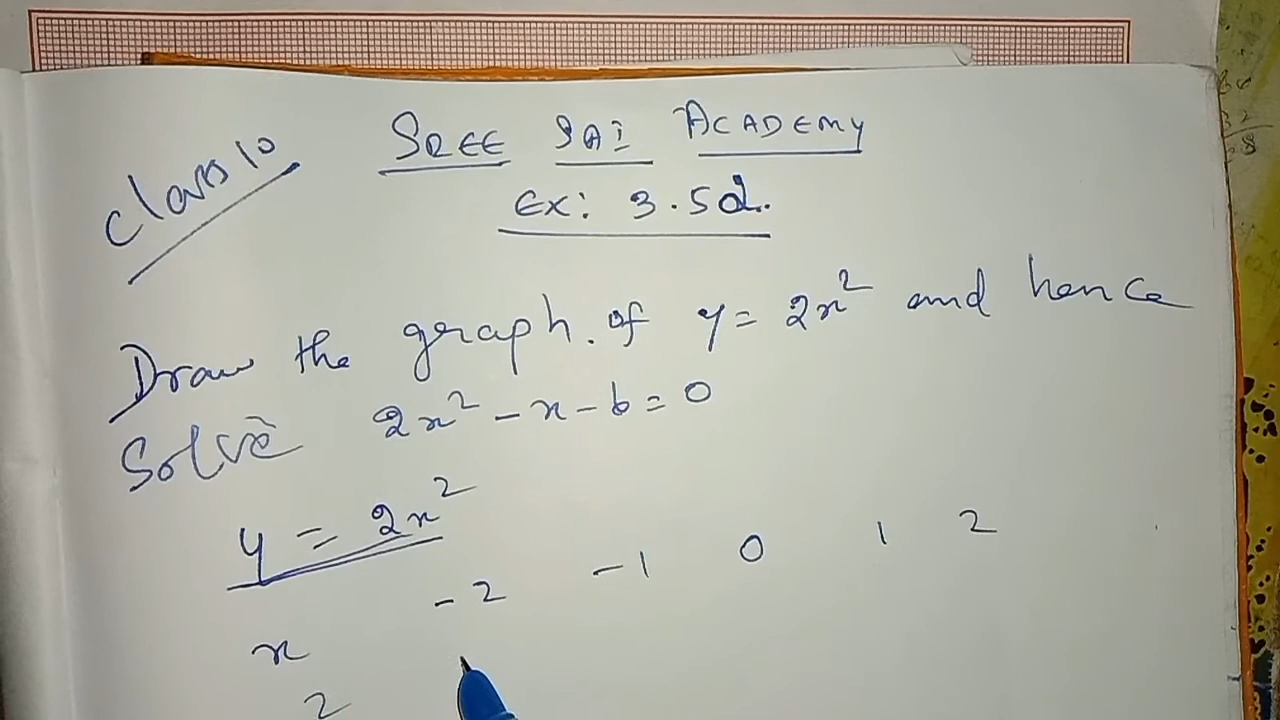 SREE SAI ACADEMY
Class 10
Ex: 3.5
Draw the graph. of y = 2x² and hence
Solve 2x² - x - 6 = 0
y = 2x²
x -2 -1 0 1 2
2